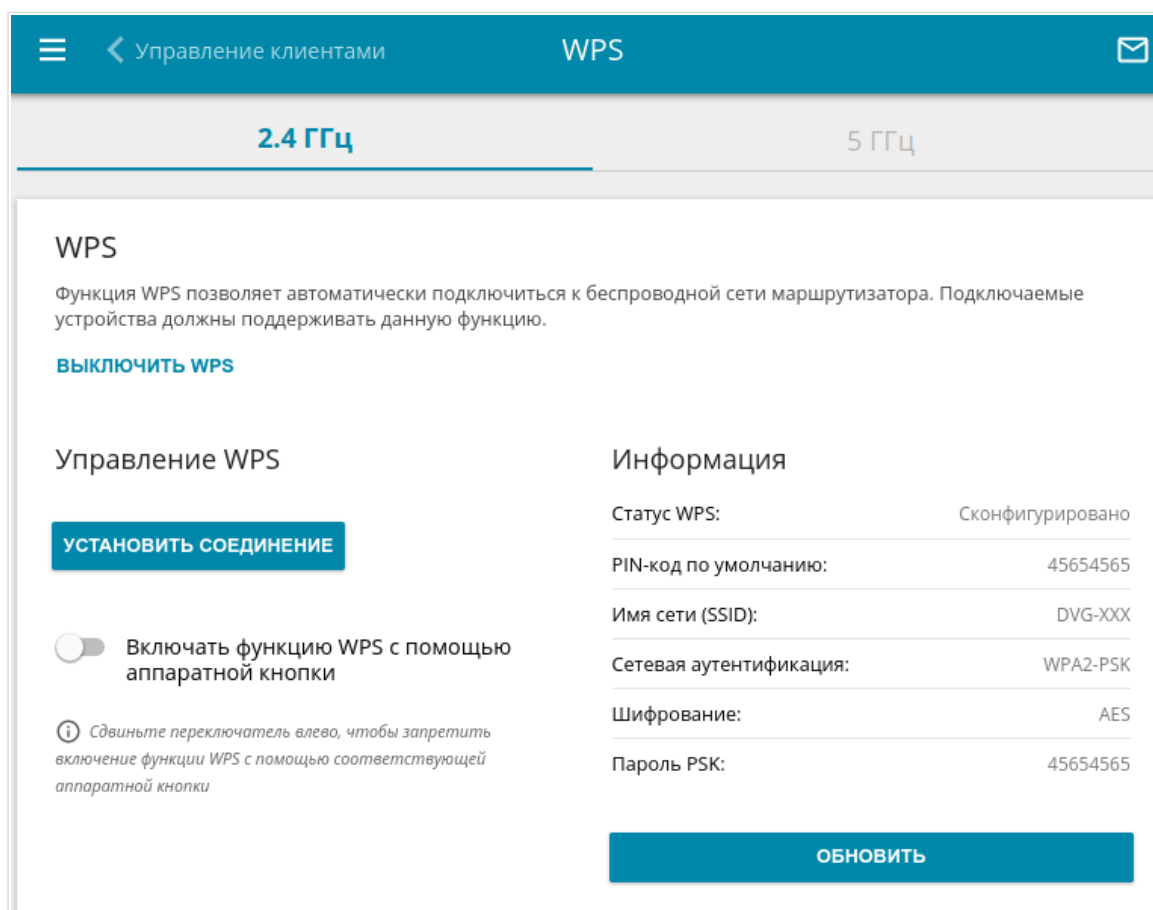 Управление клиентами
WPS
2.4 ГГц
5 ГГц
WPS
Функция WPS позволяет автоматически подключиться к беспроводной сети маршрутизатора. Подключаемые
устройства должны поддерживать данную функцию.
ВЫКЛЮЧИТЬ WPS
Управление WPS
УСТАНОВИТЬ СОЕДИНЕНИЕ
Включать функцию WPS с помощью
аппаратной кнопки
Сдвиньте переключатель влево, чтобы запретить
включение функции WPS с помощью соответствующей
аппаратной кнопки
Информация
Статус WPS: Сконфигурировано
PIN-код по умолчанию: 45654565
Имя сети (SSID): DVG-XXX
Сетевая аутентификация: WPA2-PSK
Шифрование: AES
Пароль PSK: 45654565
ОБНОВИТЬ